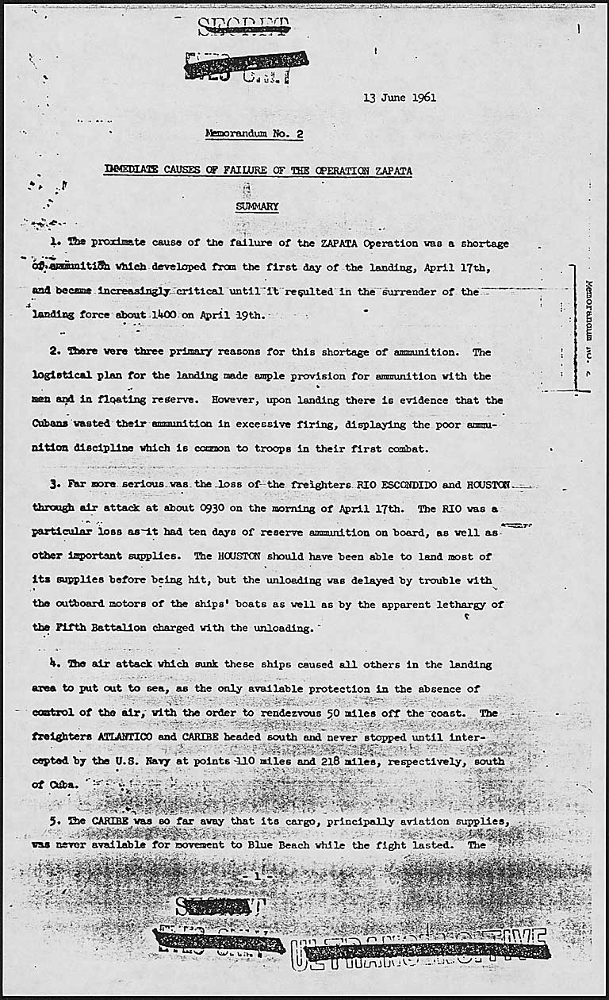 SECRET
EYES ONLY
13 June 1961
Memorandum No. 2
IMMEDIATE CAUSES OF FAILURE OF THE OPERATION ZAPATA
SUMMARY
1. The proximate cause of the failure of the ZAPATA Operation was a shortage
of ammunition which developed from the first day of the landing, April 17th,
and became increasingly critical until it resulted in the surrender of the
landing force about 1400 on April 19th.
2. There were three primary reasons for this shortage of ammunition. The
logistical plan for the landing made ample provision for ammunition with the
men and in floating reserve. However, upon landing there is evidence that the
Cubans wasted their ammunition in excessive firing, displaying the poor ammu-
nition discipline which is common to troops in their first combat.
3. Far more serious was the loss of the freighters RIO ESCONDIDO and HOUSTON
through air attack at about 0930 on the morning of April 17th. The RIO was a
particular loss as it had ten days of reserve ammunition on board, as well as
other important supplies. The HOUSTON should have been able to land most of
its supplies before being hit, but the unloading was delayed by trouble with
the outboard motors of the ships' boats as well as by the apparent lethargy of
the Fifth Battalion charged with the unloading.
4. The air attack which sunk these ships caused all others in the landing
area to put out to sea, as the only available protection in the absence of
control of the air, with the order to rendezvous 50 miles off the coast. The
freighters ATLANTICO and CARIBE headed south and never stopped until inter-
cepted by the U.S. Navy at points 110 miles and 218 miles, respectively, south
of Cuba.
5. The CARIBE was so far away that its cargo, principally aviation supplies,
was never available for movement to Blue Beach while the fight lasted. The
- 1 -
SECRET
EYES ONLY
ULTRASENSITIVE
Memorandum No. 2